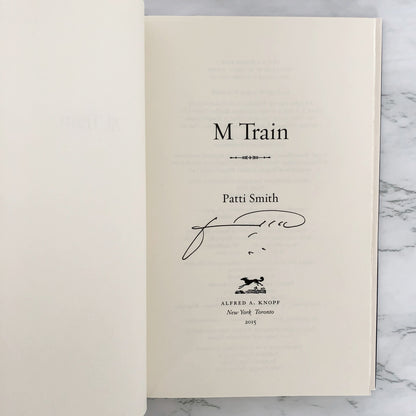 M Train
Patti Smith
ALFRED A. KNOPF
New York Toronto
2015